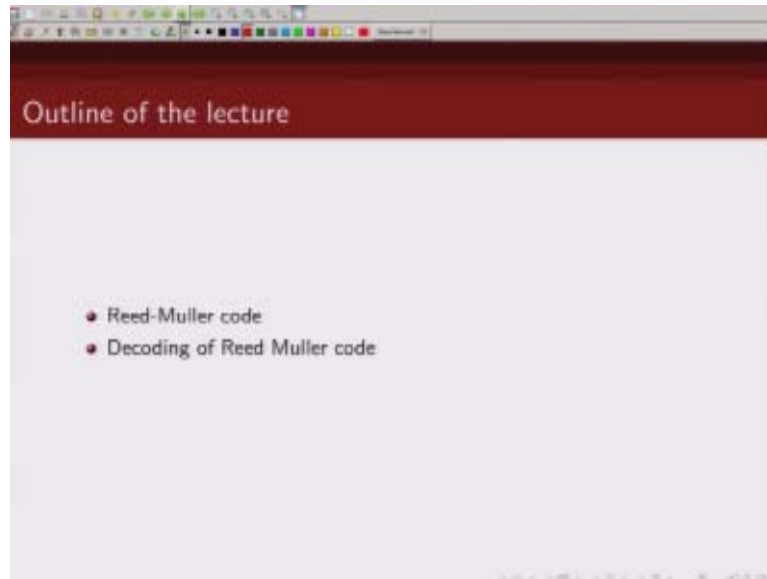 Outline of the lecture
Reed-Muller code
Decoding of Reed Muller code